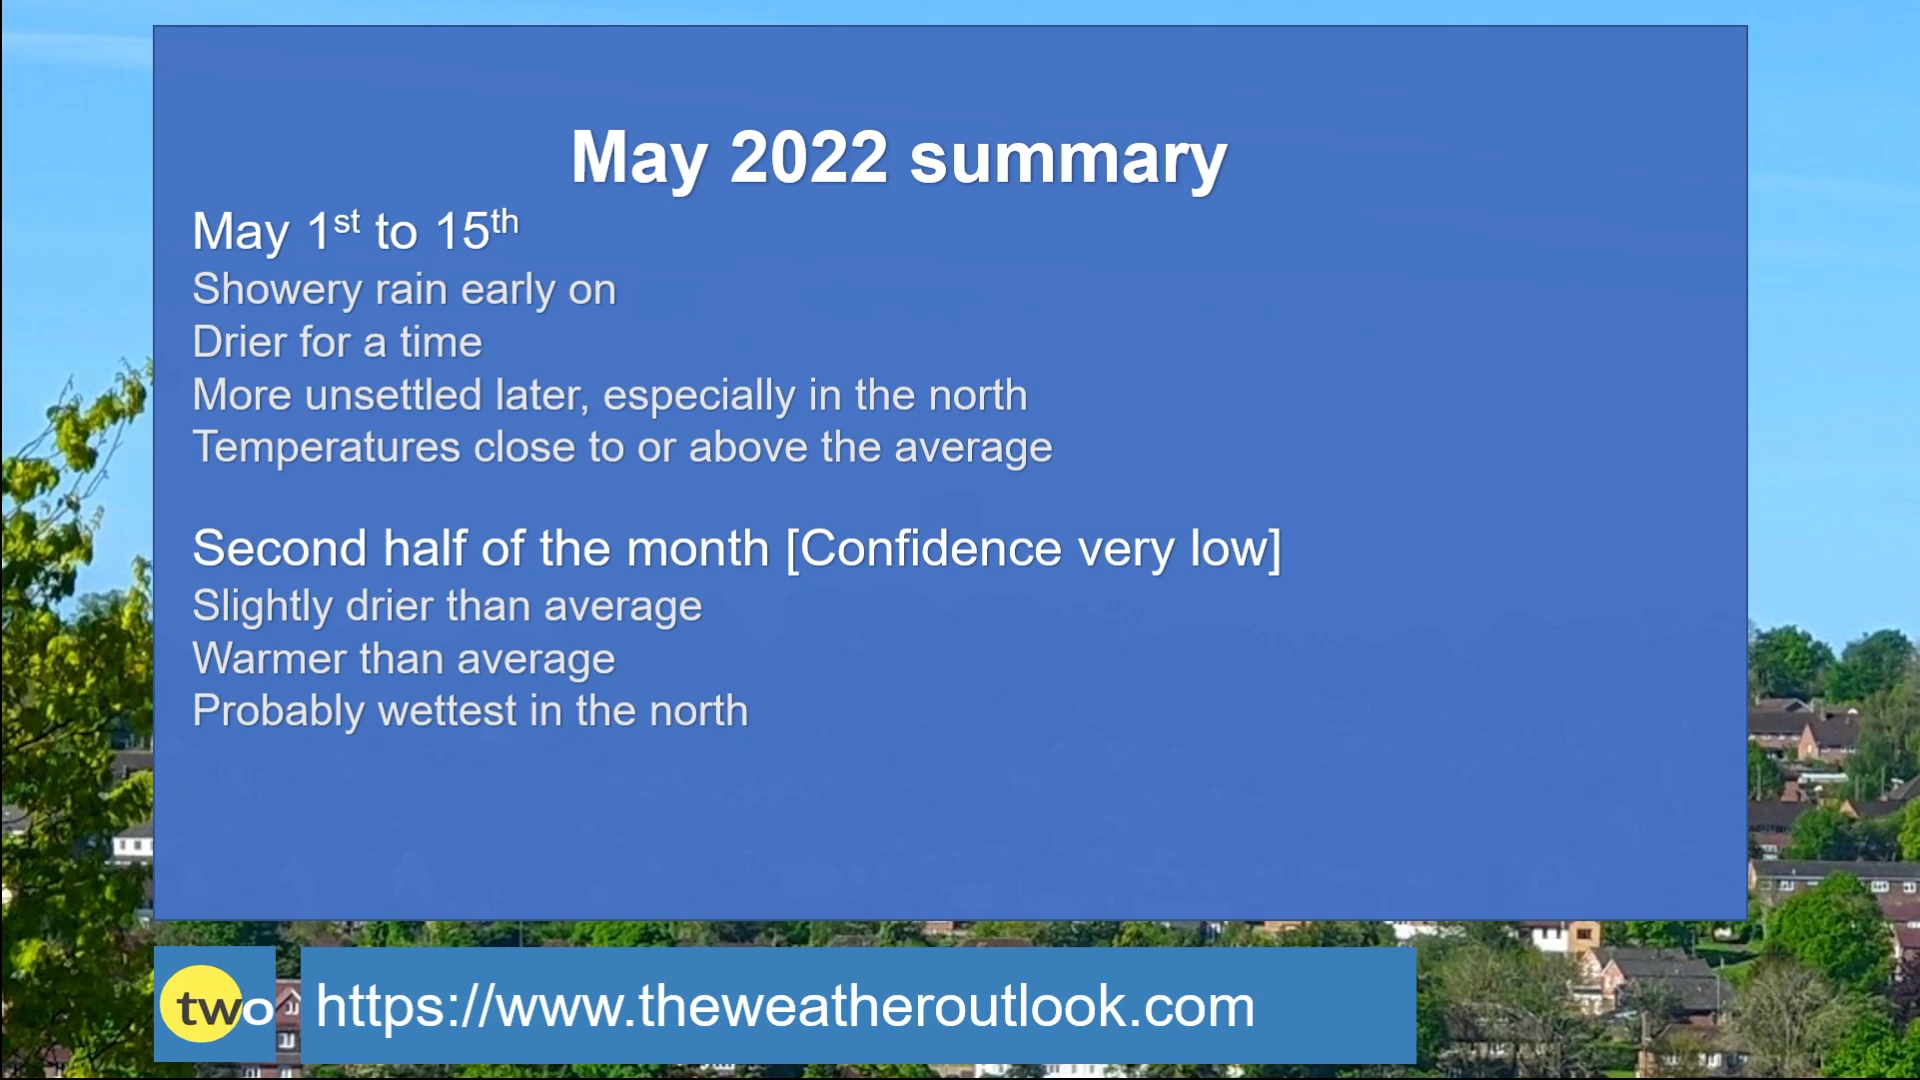 May 2022 summary
May 1st to 15th
Showery rain early on
Drier for a time
More unsettled later, especially in the north
Temperatures close to or above the average
Second half of the month [Confidence very low]
Slightly drier than average
Warmer than average
Probably wettest in the north
two
https://www.theweatheroutlook.com